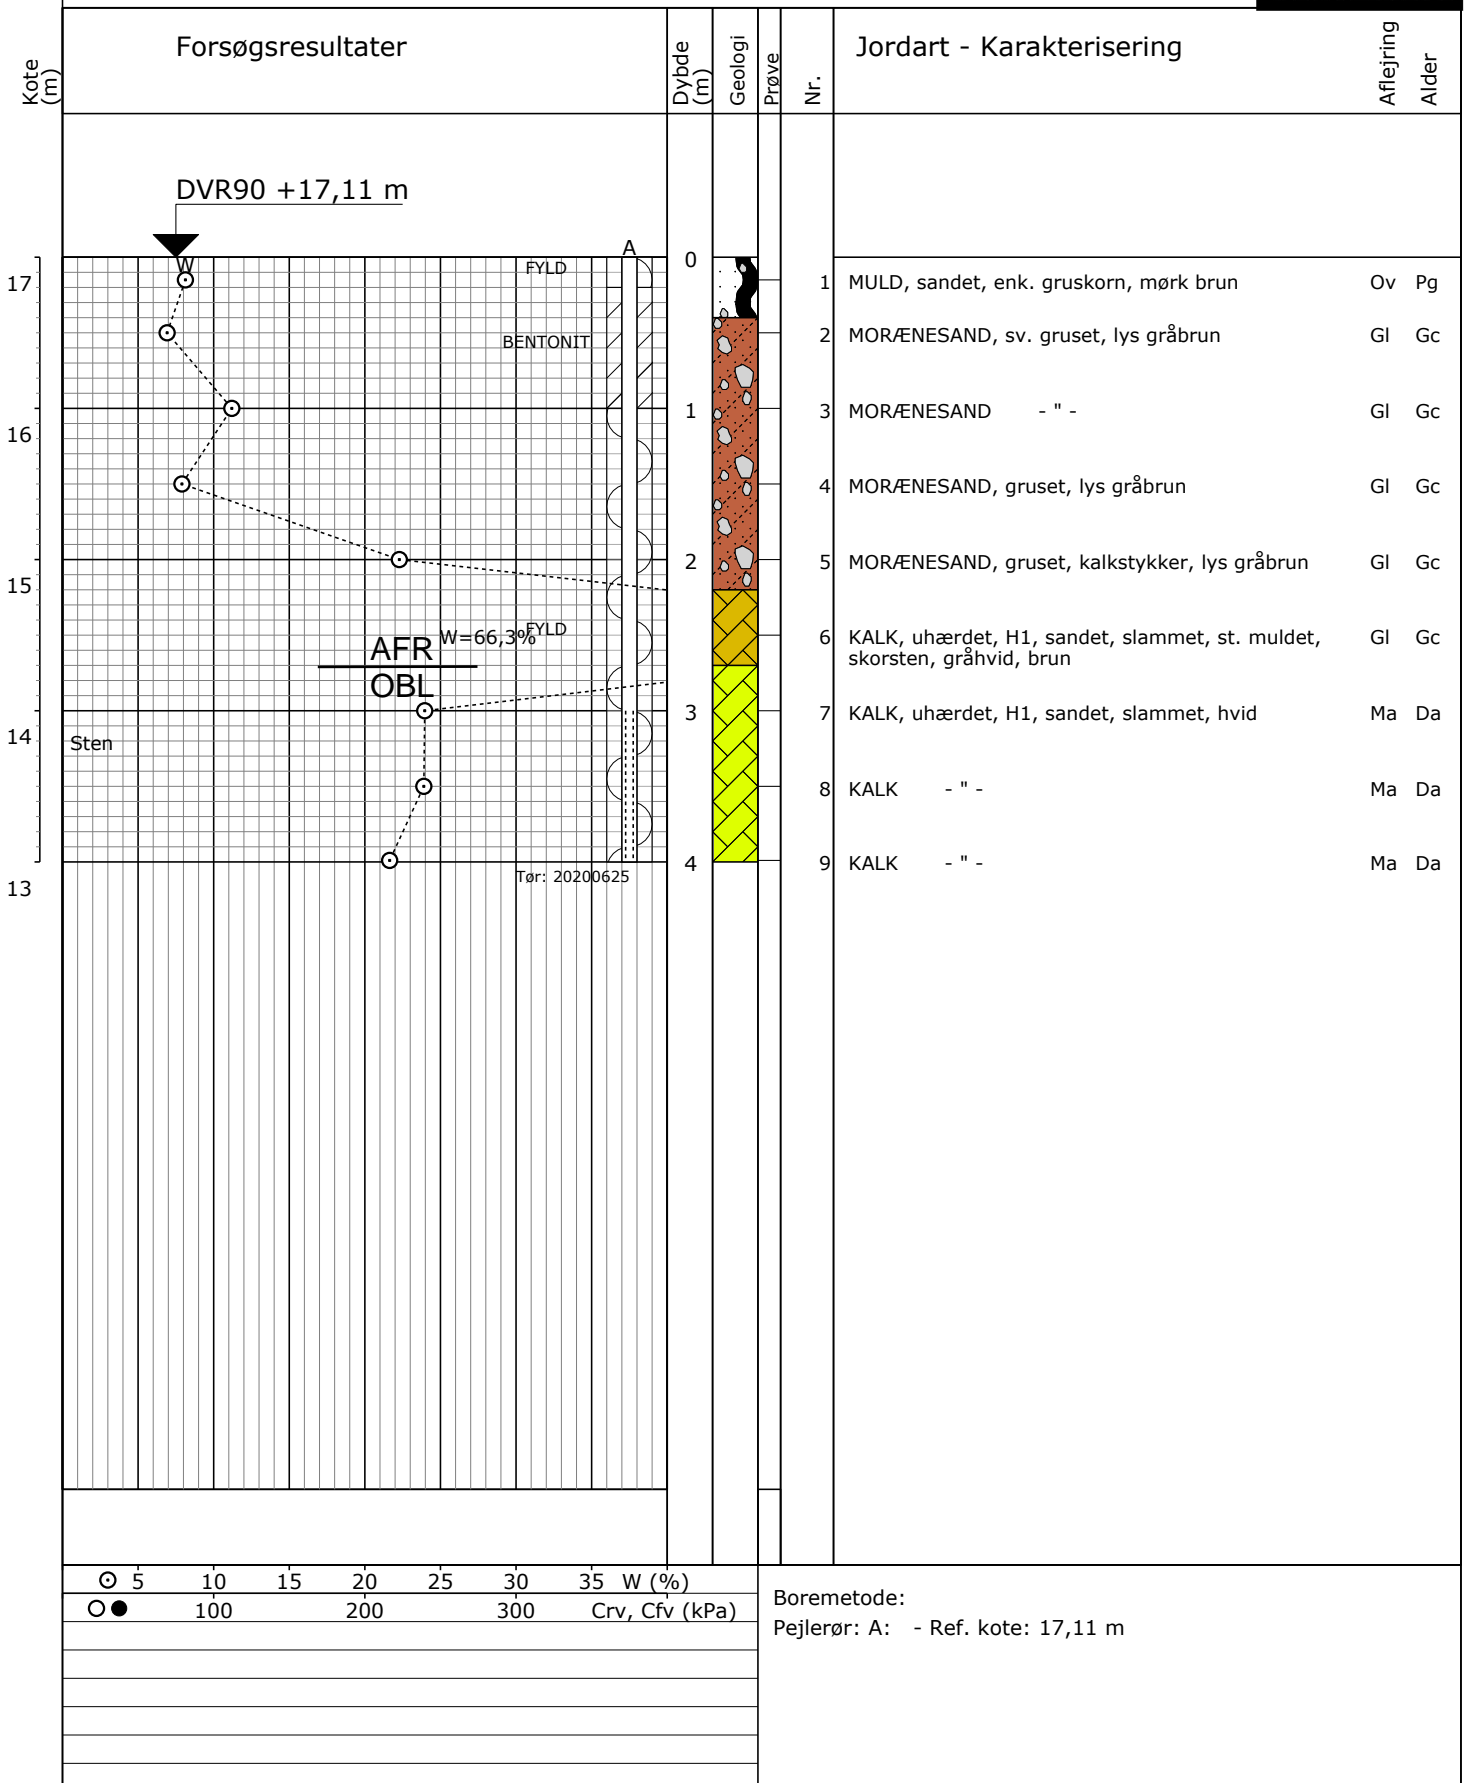 Kote (m)
Forsøgsresultater
Dybde (m)
Geologi
Prøve
Nr.
Jordart - Karakterisering
Aflejring
Alder
DVR90 +17,11 m
A
W
FYLD
0
17
1 MULD, sandet, enk. gruskorn, mørk brun Ov Pg
2 MORÆNESAND, sv. gruset, lys gråbrun Gl Gc
BENTONIT
1
3 MORÆNESAND - " - Gl Gc
16
4 MORÆNESAND, gruset, lys gråbrun Gl Gc
2
5 MORÆNESAND, gruset, kalkstykker, lys gråbrun Gl Gc
15
FYLD
W=66,3%
AFR
OBL
6 KALK, uhærdet, H1, sandet, slammet, st. muldet, Gl Gc
skorsten, gråhvid, brun
3
7 KALK, uhærdet, H1, sandet, slammet, hvid Ma Da
14
Sten
8 KALK - " - Ma Da
4
9 KALK - " - Ma Da
Tør: 20200625
13
5 10 15 20 25 30 35 W (%)
100 200 300 Crv, Cfv (kPa)
Boremetode:
Pejlerør: A: - Ref. kote: 17,11 m